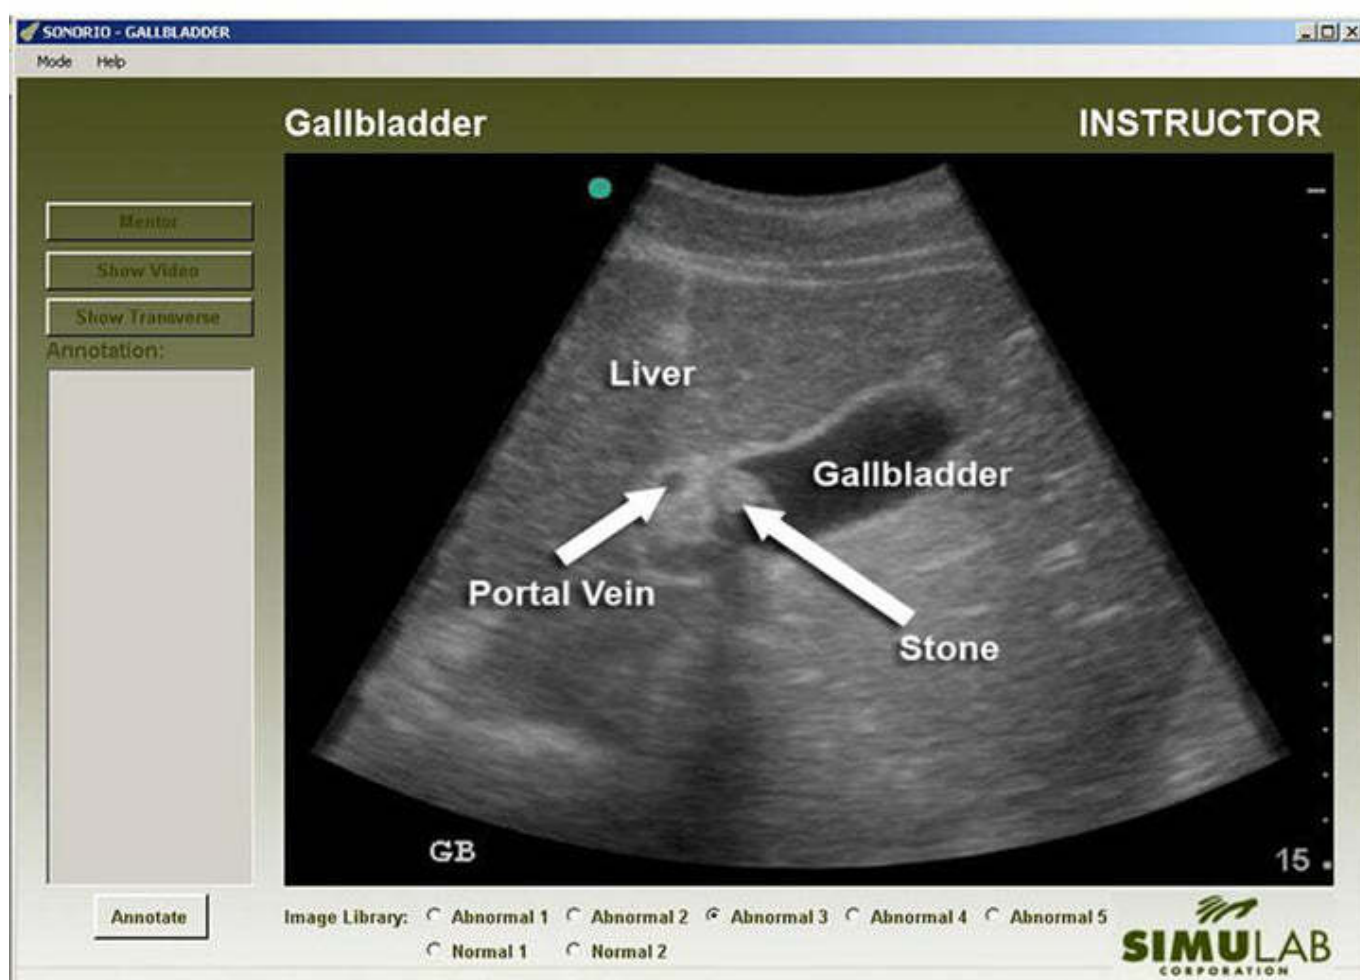 SONORIO - GALLBLADDER
Mode Help
Gallbladder INSTRUCTOR
Mentor
Show Video
Show Transverse
Annotation:
Liver
Gallbladder
Portal Vein
Stone
GB
15
Annotate
Image Library: Abnormal 1 Abnormal 2 Abnormal 3 Abnormal 4 Abnormal 5
Normal 1 Normal 2
SIMULAB
CORPORATION